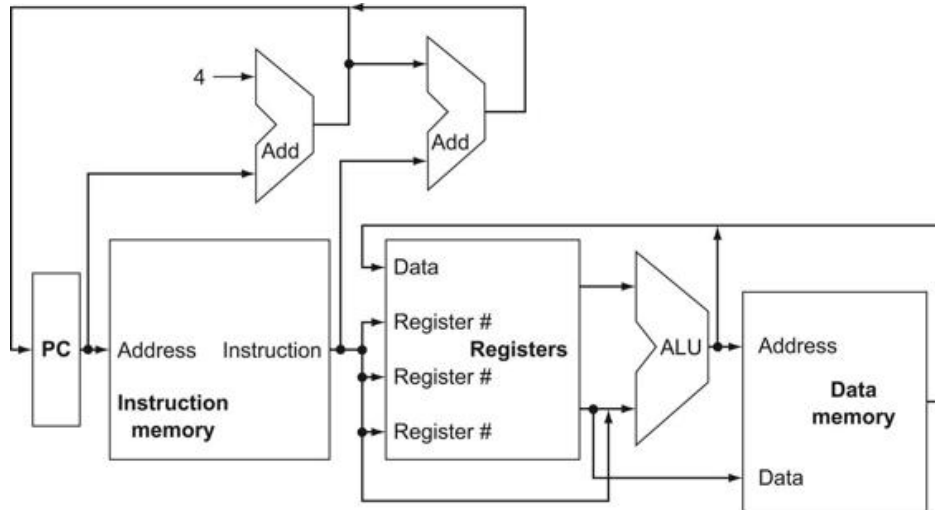 4
Add
Add
Data
Register #
Registers
PC
Address
Instruction
ALU
Address
Instruction
memory
Register #
Data
memory
Register #
Data